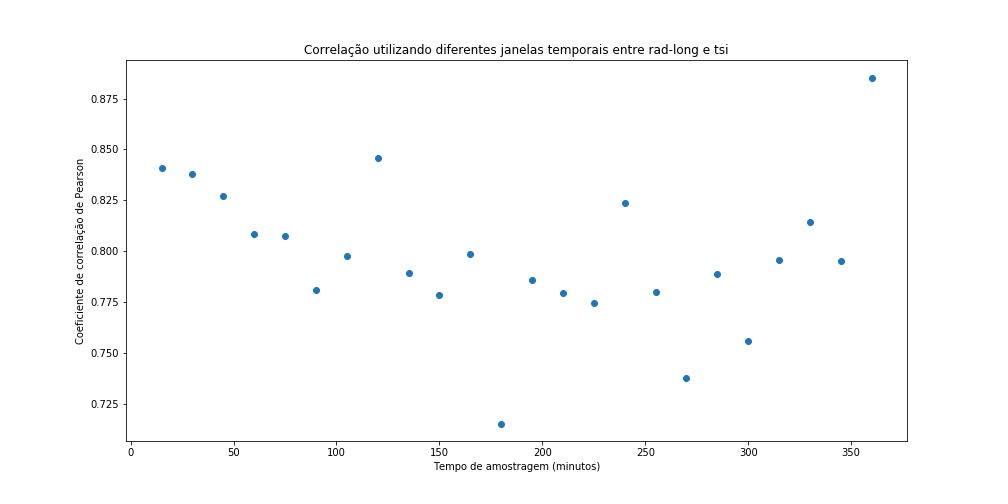 Correlação utilizando diferentes janelas temporais entre rad-long e tsi
Coeficiente de correlação de Pearson
0.875
0.850
0.825
0.800
0.775
0.750
0.725
0 50 100 150 200 250 300 350
Tempo de amostragem (minutos)